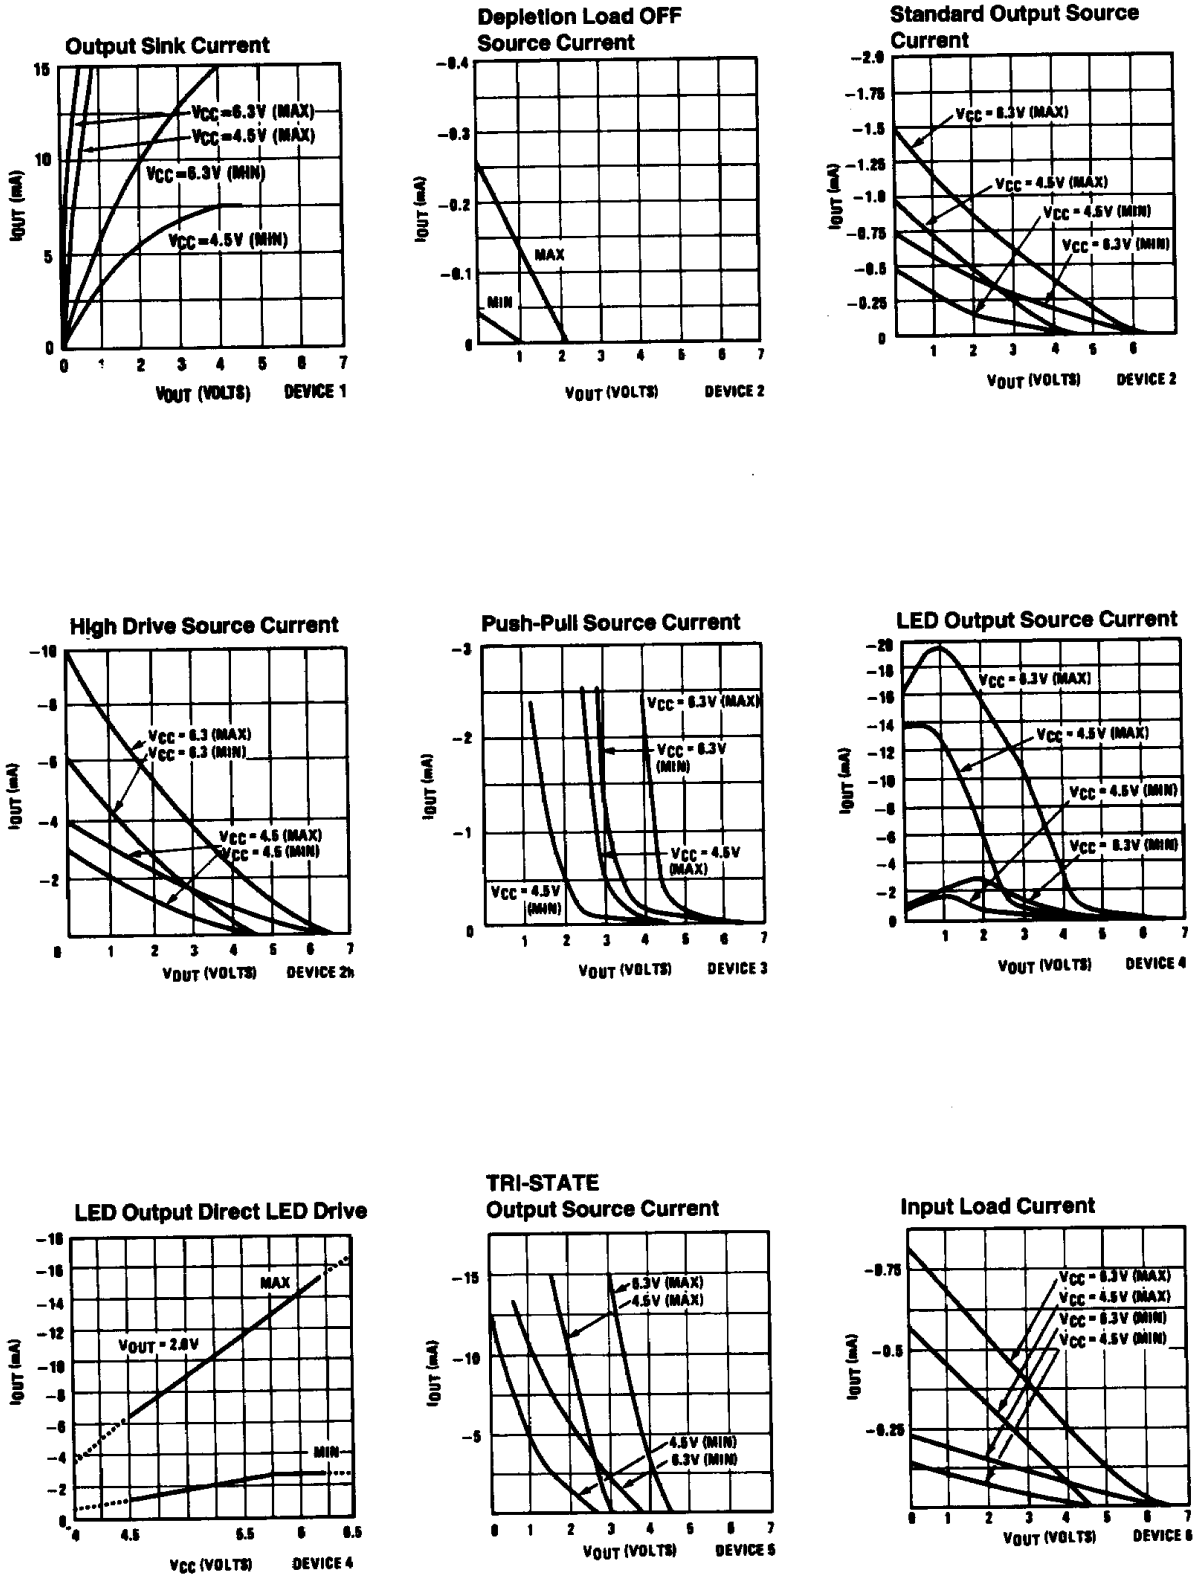 Output Sink Current
15
10
5
0
IOUT (mA)
VCC=6.3V (MAX)
VCC=4.5V (MAX)
VCC=6.3V (MIN)
VCC=4.5V (MIN)
0 1 2 3 4 5 6 7
VOUT (VOLTS) DEVICE 1
Depletion Load OFF
Source Current
-0.4
-0.3
-0.2
-0.1
0
IOUT (mA)
MAX
MIN
1 2 3 4 5 6 7
VOUT (VOLTS) DEVICE 2
Standard Output Source
Current
-2.0
-1.75
-1.5
-1.25
-1.0
-0.75
-0.5
-0.25
0
IOUT (mA)
VCC = 6.3V (MAX)
VCC = 4.5V (MAX)
VCC = 4.5V (MIN)
VCC = 6.3V (MIN)
1 2 3 4 5 6
VOUT (VOLTS) DEVICE 2
High Drive Source Current
-10
-8
-6
-4
-2
IOUT (mA)
VCC = 6.3 (MAX)
VCC = 6.3 (MIN)
VCC = 4.5 (MAX)
VCC = 4.5 (MIN)
0 1 2 3 4 5 6 7
VOUT (VOLTS) DEVICE 2h
Push-Pull Source Current
-3
-2
-1
0
IOUT (mA)
VCC = 6.3V (MAX)
VCC = 6.3V
(MIN)
VCC = 4.5V
(MAX)
VCC = 4.5V
(MIN)
1 2 3 4 5 6 7
VOUT (VOLTS) DEVICE 3
LED Output Source Current
-20
-18
-16
-14
-12
-10
-8
-6
-4
-2
0
IOUT (mA)
VCC = 6.3V (MAX)
VCC = 4.5V (MAX)
VCC = 4.5V (MIN)
VCC = 6.3V (MIN)
1 2 3 4 5 6 7
VOUT (VOLTS) DEVICE 4
LED Output Direct LED Drive
-18
-16
-14
-12
-10
-8
-6
-4
-2
0
IOUT (mA)
MAX
VOUT = 2.0V
MIN
4 4.5 5.5 6 6.5
VCC (VOLTS) DEVICE 4
TRI-STATE
Output Source Current
-15
-10
-5
IOUT (mA)
6.3V (MAX)
4.5V (MAX)
4.5V (MIN)
6.3V (MIN)
0 1 2 3 4 5 6 7
VOUT (VOLTS) DEVICE 5
Input Load Current
-0.75
-0.5
-0.25
IOUT (mA)
VCC = 6.3V (MAX)
VCC = 4.5V (MAX)
VCC = 6.3V (MIN)
VCC = 4.5V (MIN)
0 1 2 3 4 5 6 7
VOUT (VOLTS) DEVICE 6